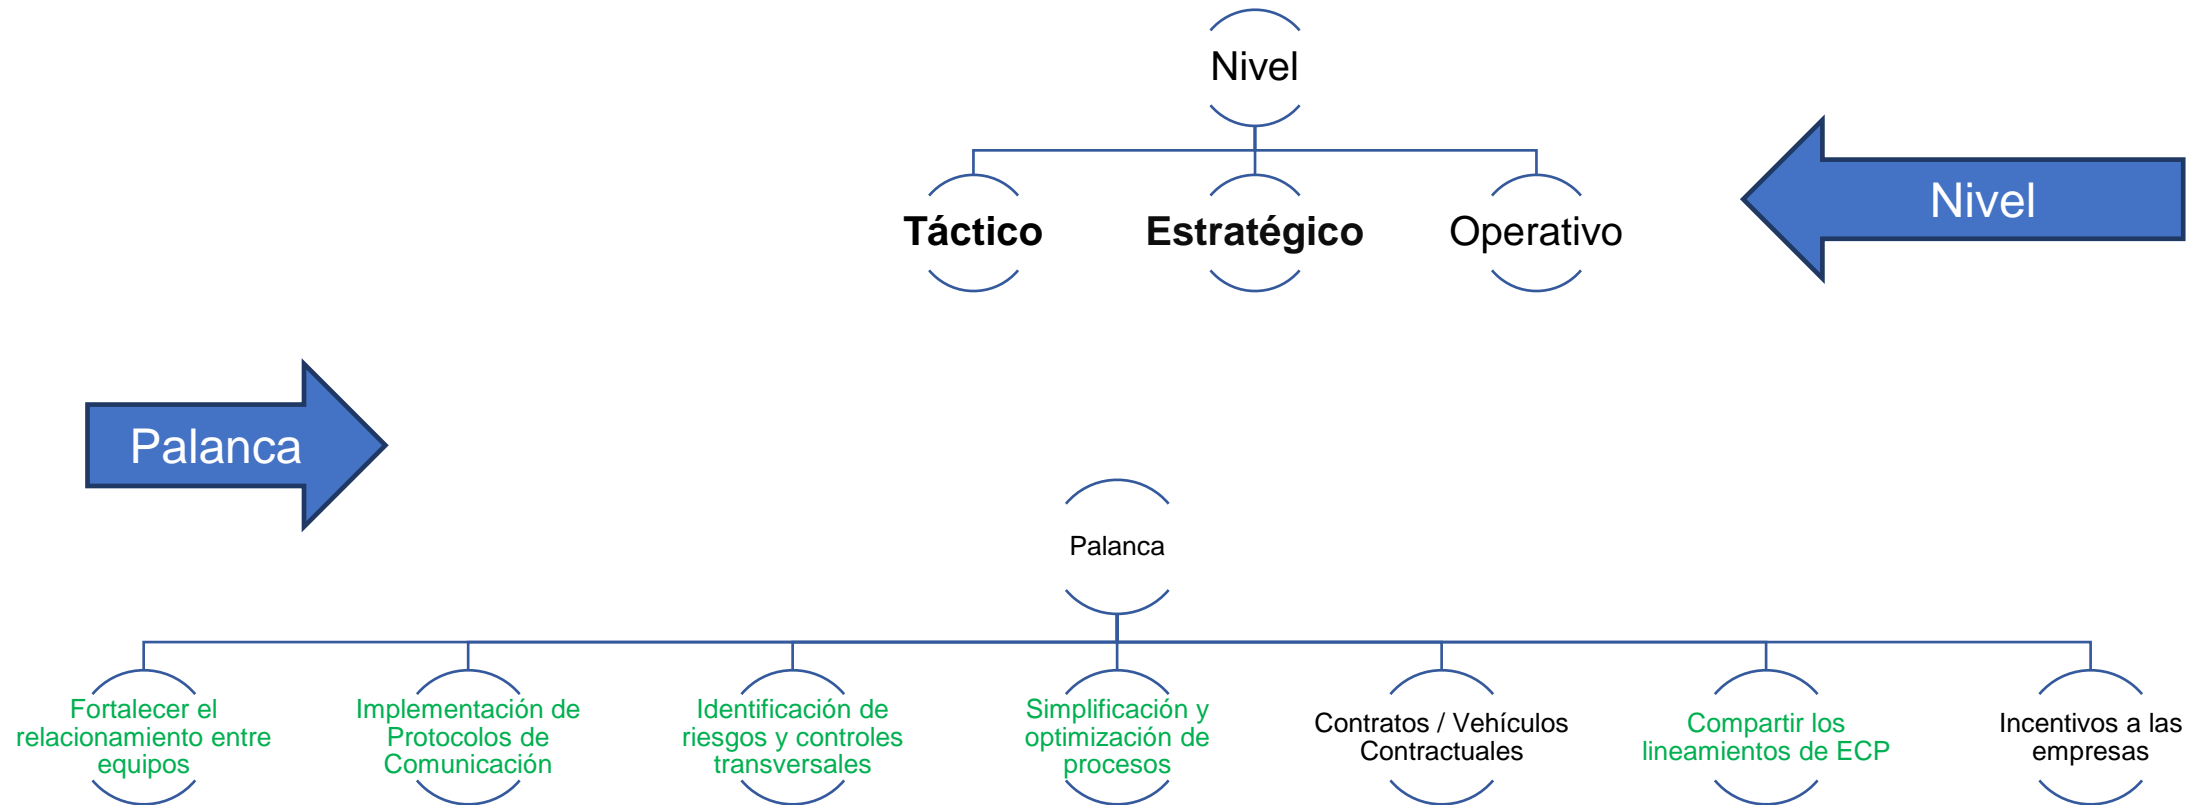 Nivel
Táctico
Estratégico
Operativo
Nivel
Palanca
Palanca
Fortalecer el
relacionamiento entre
equipos
Implementación de
Protocolos de
Comunicación
Identificación de
riesgos y controles
transversales
Simplificación y
optimización de
procesos
Contratos / Vehículos
Contractuales
Compartir los
lineamientos de ECP
Incentivos a las
empresas